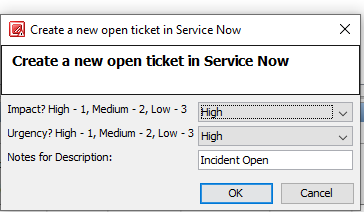 Create a new open ticket in Service Now
Create a new open ticket in Service Now
Impact? High - 1, Medium - 2, Low - 3 High
Urgency? High - 1, Medium - 2, Low - 3 High
Notes for Description: Incident Open
OK Cancel